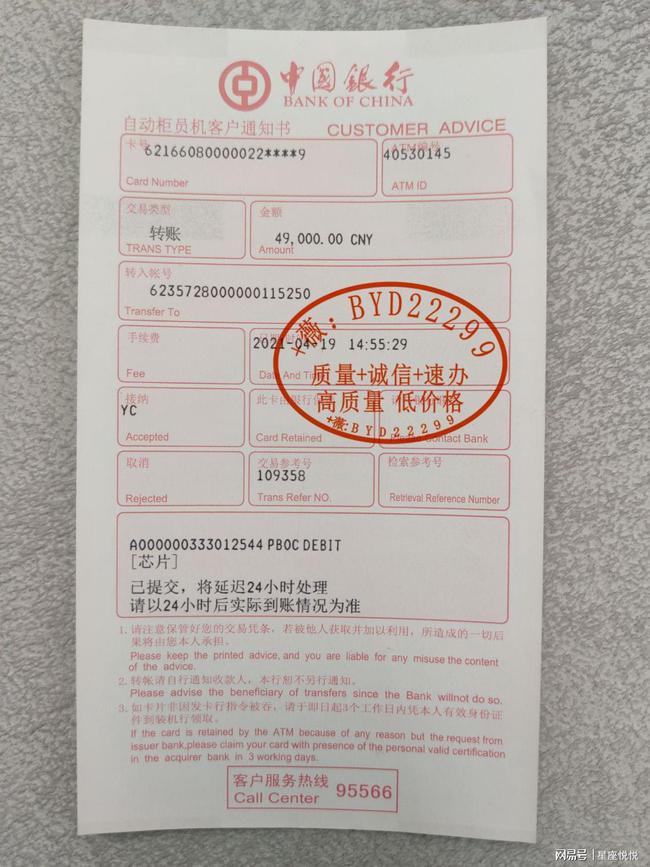 中國銀行
BANK OF CHINA
自动柜员机客户通知书 CUSTOMER ADVICE
卡号 ATM编号
62166080000022****9 40530145
Card Number ATM ID
交易类型 金额
转账 49,000.00 CNY
TRANS TYPE Amount
转入帐号
6235728000000115250
Transfer To
+薇:BYD22299
手续费
2021-04-19 14:55:29
Fee Date And
质量+诚信+速办
高质量 低价格
+薇:BYD22299
接纳 此卡由银行
YC
Accepted Card Retained Please Contact Bank
取消 交易参考号 检索参考号
109358
Rejected Trans Refer NO. Retrieval Reference Number
A000000333012544 PBOC DEBIT
[芯片]
已提交，将延迟24小时处理
请以24小时后实际到账情况为准
1. 请注意保管好您的交易凭条，若被他人获取并加以利用，所造成的一切后
果将由您本人承担。
Please keep the printed advice, and you are liable for any misuse the content
of the advice.
2. 转帐请自行通知收款人，本行恕不另行通知。
Please advise the beneficiary of transfers since the Bank willnot do so.
3. 如卡片非因发卡行指令被吞，请于即日起3个工作日内凭本人有效身份证
件到装机行领取。
If the card is retained by the ATM because of any reason but the request from
issuer bank,please claim your card with presence of the personal valid certification
in the acquirer bank in 3 working days.
客户服务热线 95566
Call Center
网易号 | 星座悦悦